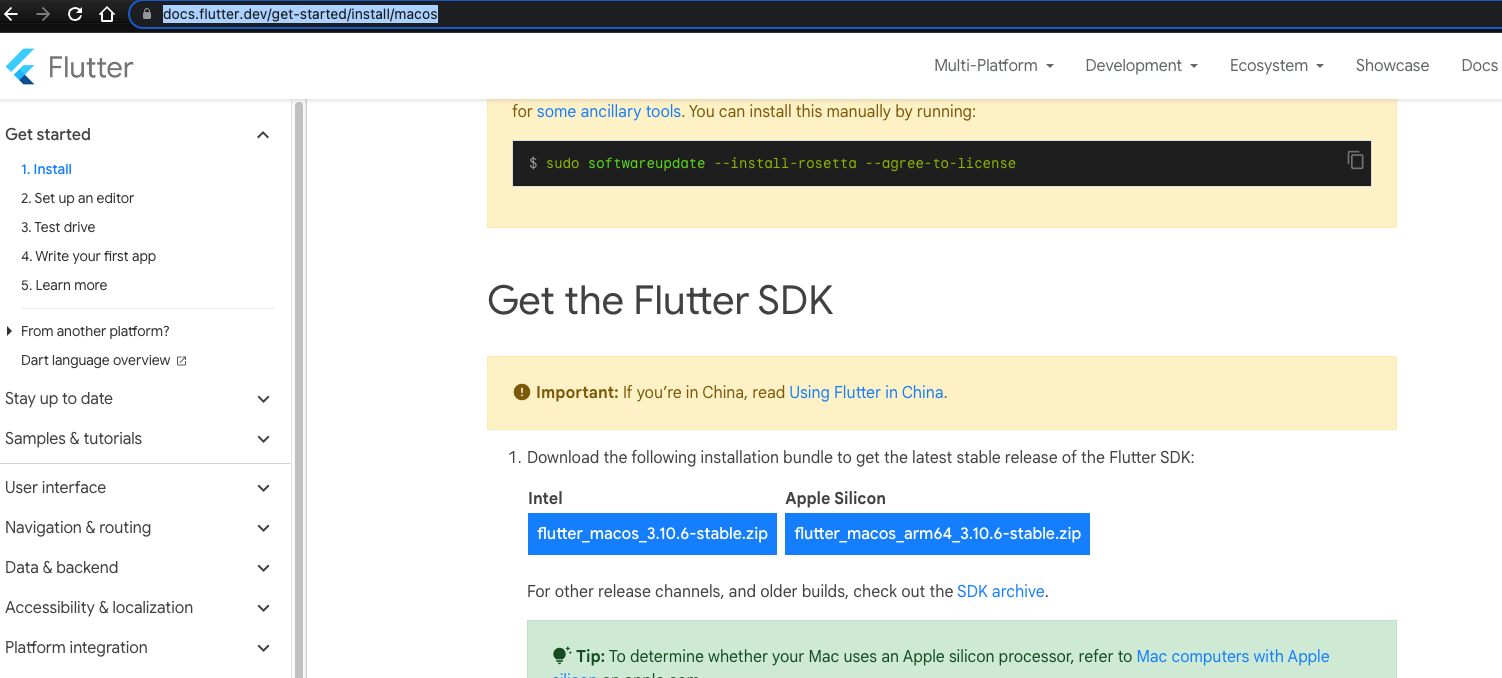 docs.flutter.dev/get-started/install/macos
Flutter
Multi-Platform
Development
Ecosystem
Showcase
Docs
Get started
1. Install
2. Set up an editor
3. Test drive
4. Write your first app
5. Learn more
From another platform?
Dart language overview
Stay up to date
Samples & tutorials
User interface
Navigation & routing
Data & backend
Accessibility & localization
Platform integration
for some ancillary tools. You can install this manually by running:
$ sudo softwareupdate --install-rosetta --agree-to-license
Get the Flutter SDK
Important: If you’re in China, read Using Flutter in China.
1. Download the following installation bundle to get the latest stable release of the Flutter SDK:
Intel
Apple Silicon
flutter_macos_3.10.6-stable.zip
flutter_macos_arm64_3.10.6-stable.zip
For other release channels, and older builds, check out the SDK archive.
Tip: To determine whether your Mac uses an Apple silicon processor, refer to Mac computers with Apple
silicon on apple.com